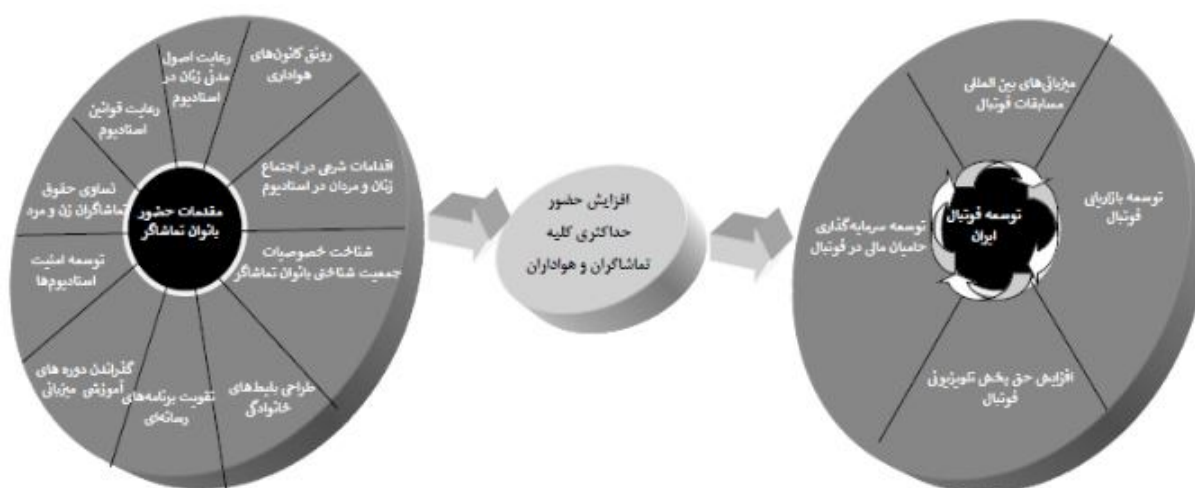 رونق کانون‌های
هواداری
رعایت اصول
مدنی زنان در
استادیوم
رعایت قوانین
استادیوم
تساوی حقوق
تماشاگران زن و مرد
توسعه امنیت
استادیوم‌ها
گذراندن دوره های
آموزشی میزبانی
تقویت برنامه‌های
رسانه‌ای
طراحی بلیط‌های
خانوادگی
شناخت خصوصیات
جمعیت شناختی بانوان تماشاگر
اقدامات شرعی در اجتماع
زنان و مردان در استادیوم
مقدمات حضور
بانوان تماشاگر
افزایش حضور
حداکثری کلیه
تماشاگران و هواداران
میزبانی‌های بین المللی
مسابقات فوتبال
توسعه بازاریابی
فوتبال
توسعه فوتبال
ایران
توسعه سرمایه‌گذاری
حامیان مالی در فوتبال
افزایش حق پخش تلویزیونی
فوتبال